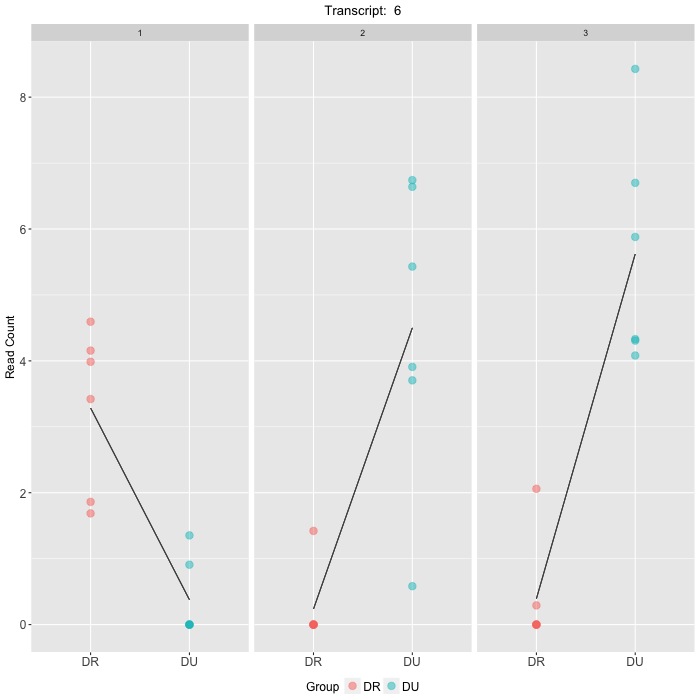 Transcript:  6
1 2 3
Read Count
8
6
4
2
0
DR DU DR DU DR DU
Group DR DU